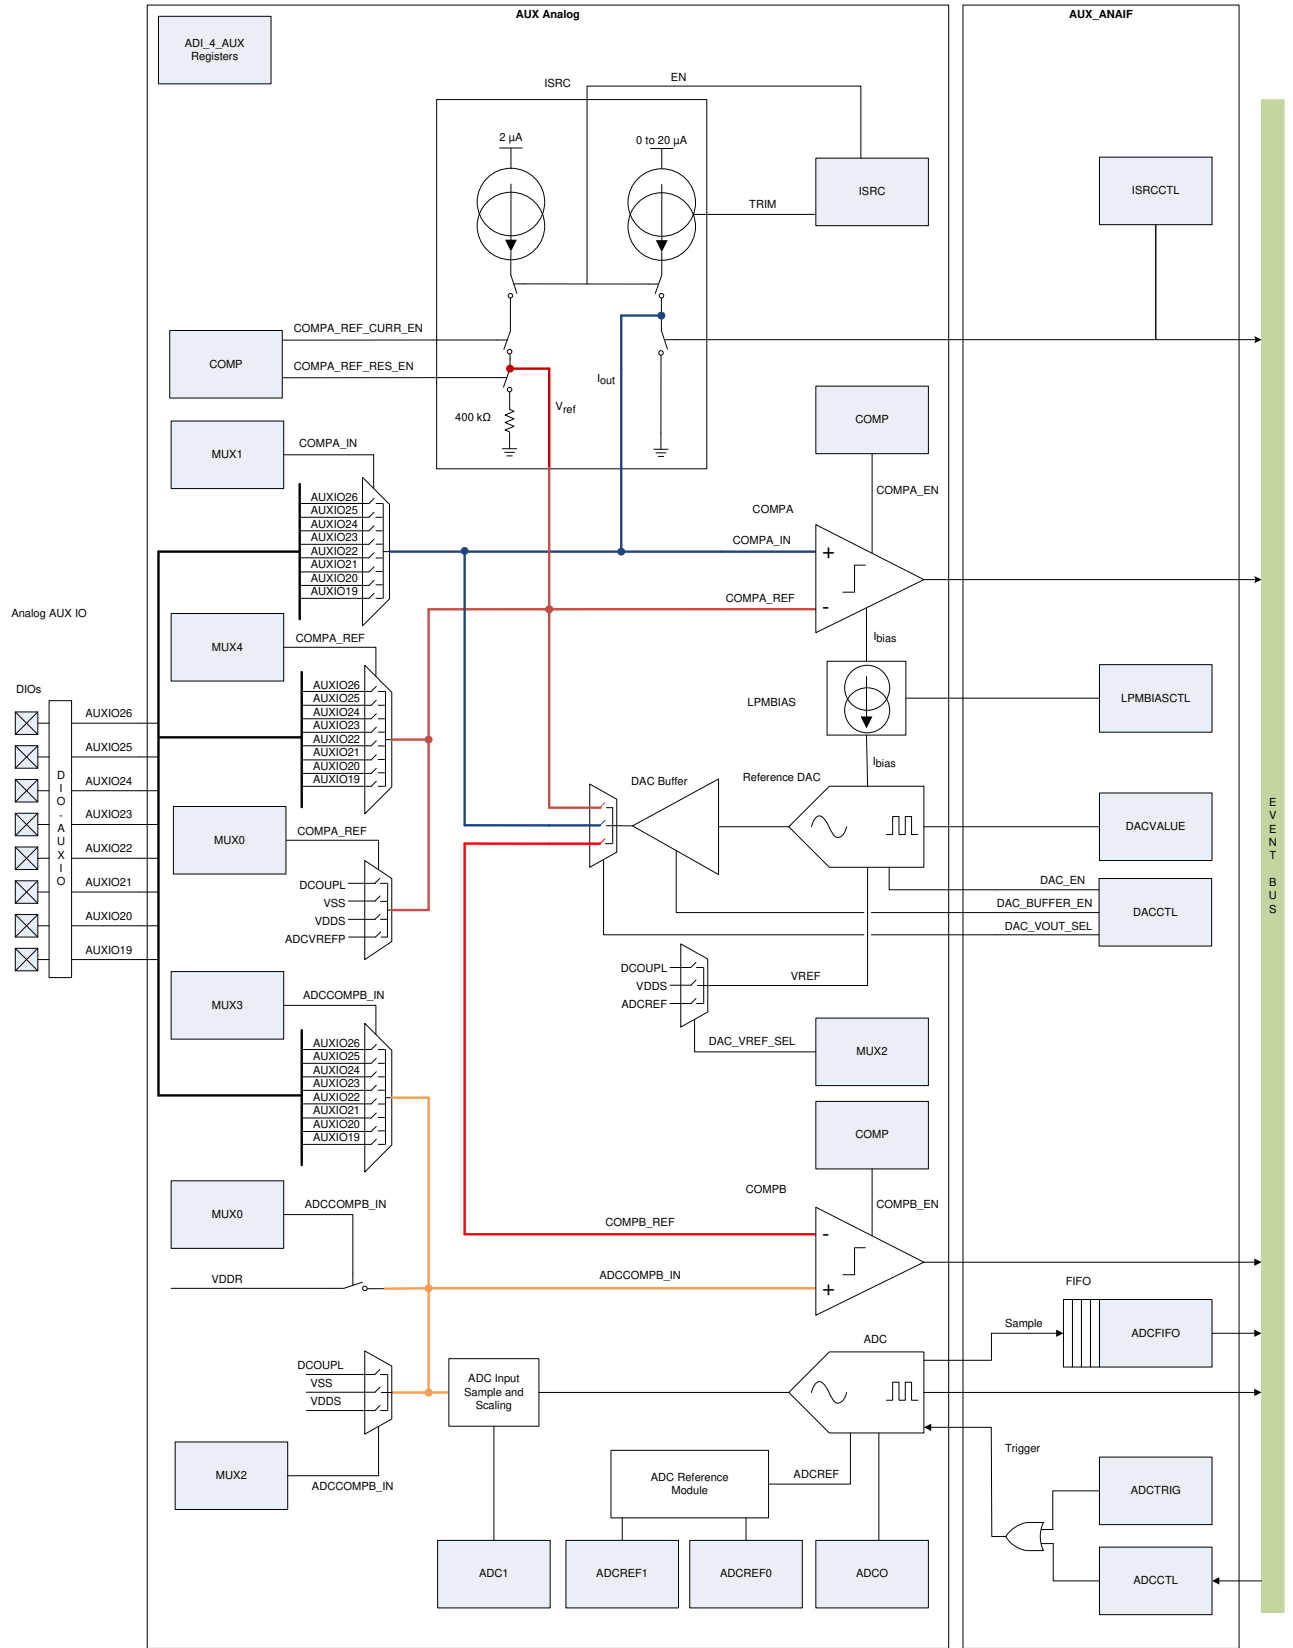 AUX Analog
AUX_ANAIF
ADI_4_AUX
Registers
ISRC
EN
2 µA
0 to 20 µA
ISRC
TRIM
ISRCCTL
COMP
COMPA_REF_CURR_EN
COMPA_REF_RES_EN
400 kΩ
Vref
Iout
MUX1
COMPA_IN
AUXIO26
AUXIO25
AUXIO24
AUXIO23
AUXIO22
AUXIO21
AUXIO20
AUXIO19
COMP
COMPA_EN
COMPA
COMPA_IN
+
COMPA_REF
-
Ibias
Analog AUX IO
MUX4
COMPA_REF
AUXIO26
AUXIO25
AUXIO24
AUXIO23
AUXIO22
AUXIO21
AUXIO20
AUXIO19
LPMBIAS
LPMBIASCTL
Ibias
DIOs
DIO-AUXIO
AUXIO26
AUXIO25
AUXIO24
AUXIO23
AUXIO22
AUXIO21
AUXIO20
AUXIO19
DAC Buffer
Reference DAC
DACVALUE
EVENT BUS
MUX0
COMPA_REF
DCOUPL
VSS
VDDS
ADCVREFP
DAC_EN
DAC_BUFFER_EN
DAC_VOUT_SEL
DACCTL
DCOUPL
VDDS
ADCREF
VREF
DAC_VREF_SEL
MUX2
MUX3
ADCCOMPB_IN
AUXIO26
AUXIO25
AUXIO24
AUXIO23
AUXIO22
AUXIO21
AUXIO20
AUXIO19
COMP
COMPB_EN
COMPB
COMPB_REF
-
MUX0
ADCCOMPB_IN
VDDR
ADCCOMPB_IN
+
FIFO
Sample
ADCFIFO
ADC
DCOUPL
VSS
VDDS
ADC Input
Sample and
Scaling
MUX2
ADCCOMPB_IN
Trigger
ADC Reference
Module
ADCREF
ADCTRIG
ADC1
ADCREF1
ADCREF0
ADCO
ADCCTL